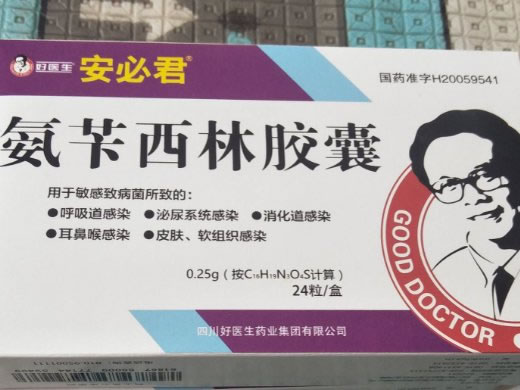 好医生 安必君®
国药准字H20059541
氨苄西林胶囊
用于敏感致病菌所致的：
●呼吸道感染 ●泌尿系统感染 ●消化道感染
●耳鼻喉感染 ●皮肤、软组织感染
0.25g（按C₁₆H₁₉N₃O₄S计算）
24粒/盒
GOOD DOCTOR
四川好医生药业集团有限公司